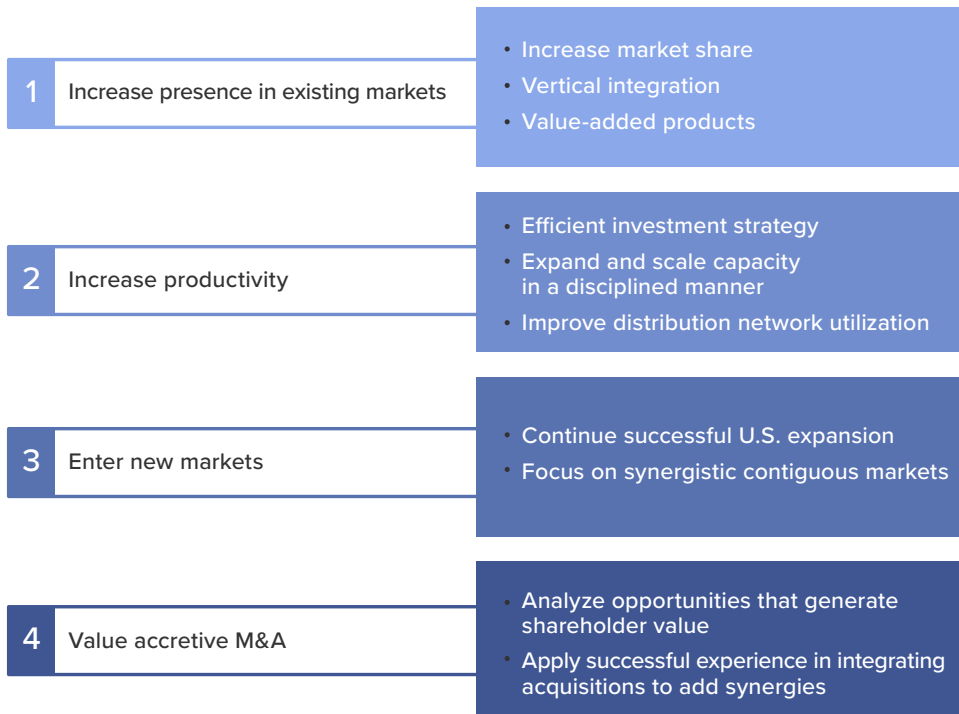 1
Increase presence in existing markets
• Increase market share
• Vertical integration
• Value-added products
2
Increase productivity
• Efficient investment strategy
• Expand and scale capacity
in a disciplined manner
• Improve distribution network utilization
3
Enter new markets
• Continue successful U.S. expansion
• Focus on synergistic contiguous markets
4
Value accretive M&A
• Analyze opportunities that generate
shareholder value
• Apply successful experience in integrating
acquisitions to add synergies